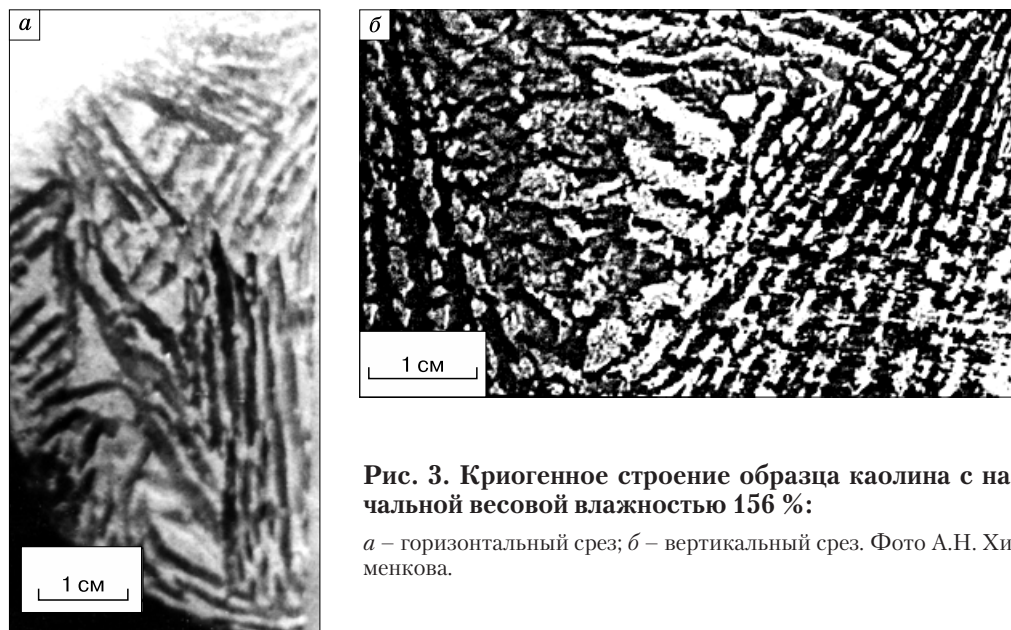 а
б
1 см
1 см
Рис. 3. Криогенное строение образца каолина с на-
чальной весовой влажностью 156 %:
а – горизонтальный срез; б – вертикальный срез. Фото А.Н. Хи-
менкова.